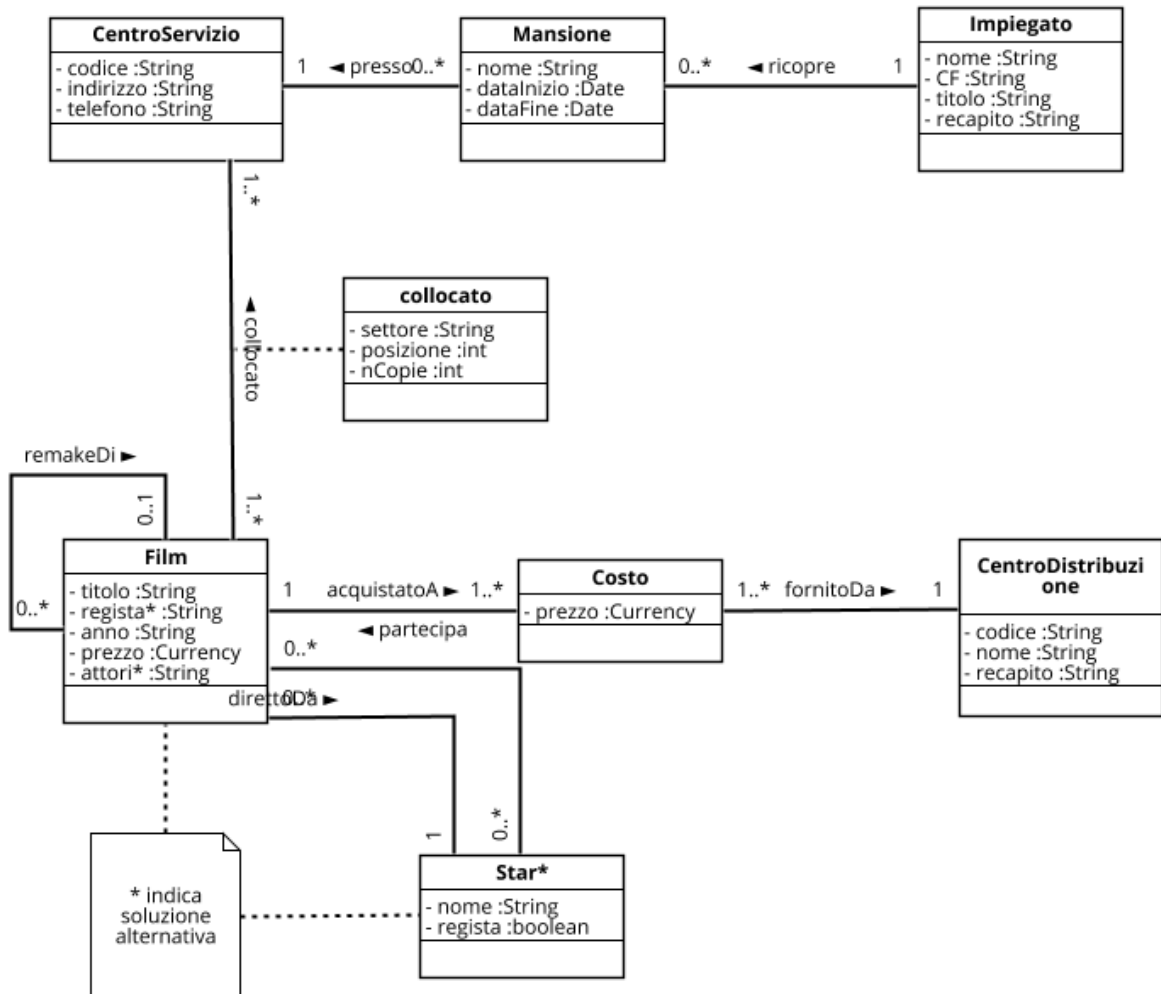 CentroServizio
- codice :String
- indirizzo :String
- telefono :String
1
◄ presso
0..*
Mansione
- nome :String
- dataInizio :Date
- dataFine :Date
0..*
◄ ricopre
1
Impiegato
- nome :String
- CF :String
- titolo :String
- recapito :String
1..*
◄ collocato
1..*
collocato
- settore :String
- posizione :int
- nCopie :int
remakeDi ►
0..1
0..*
Film
- titolo :String
- regista* :String
- anno :String
- prezzo :Currency
- attori* :String
1
acquistatoA ►
1..*
Costo
- prezzo :Currency
1..*
fornitoDa ►
1
CentroDistribuzi
one
- codice :String
- nome :String
- recapito :String
◄ partecipa
0..*
0..*
direttoDa ►
0..*
1
Star*
- nome :String
- regista :boolean
* indica
soluzione
alternativa